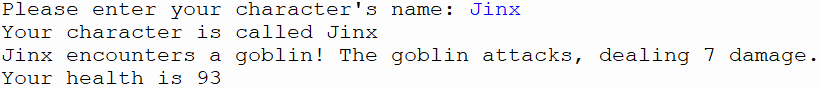 Please enter your character's name: Jinx
Your character is called Jinx
Jinx encounters a goblin! The goblin attacks, dealing 7 damage.
Your health is 93